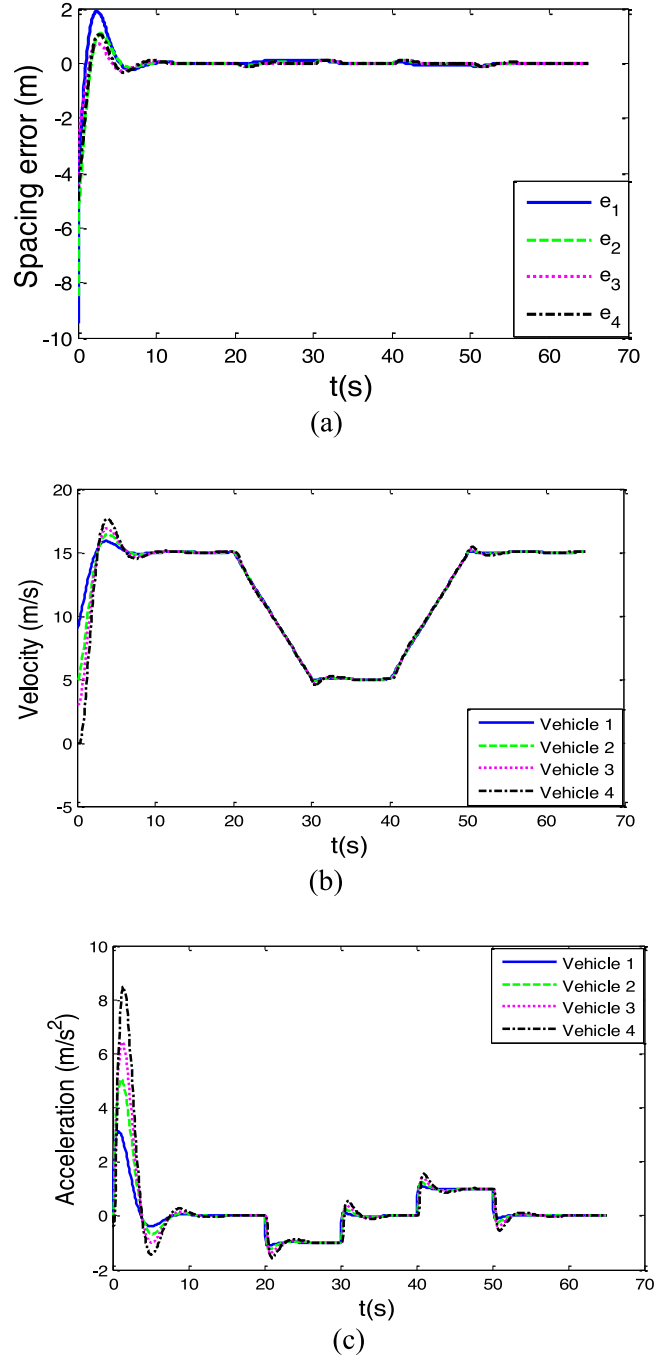 2
0
-2
-4
-6
-8
-10
Spacing error (m)
e1
e2
e3
e4
0 10 20 30 40 50 60 70
t(s)
(a)
20
15
10
5
0
-5
Velocity (m/s)
Vehicle 1
Vehicle 2
Vehicle 3
Vehicle 4
0 10 20 30 40 50 60 70
t(s)
(b)
10
8
6
4
2
0
-2
Acceleration (m/s²)
Vehicle 1
Vehicle 2
Vehicle 3
Vehicle 4
0 10 20 30 40 50 60 70
t(s)
(c)